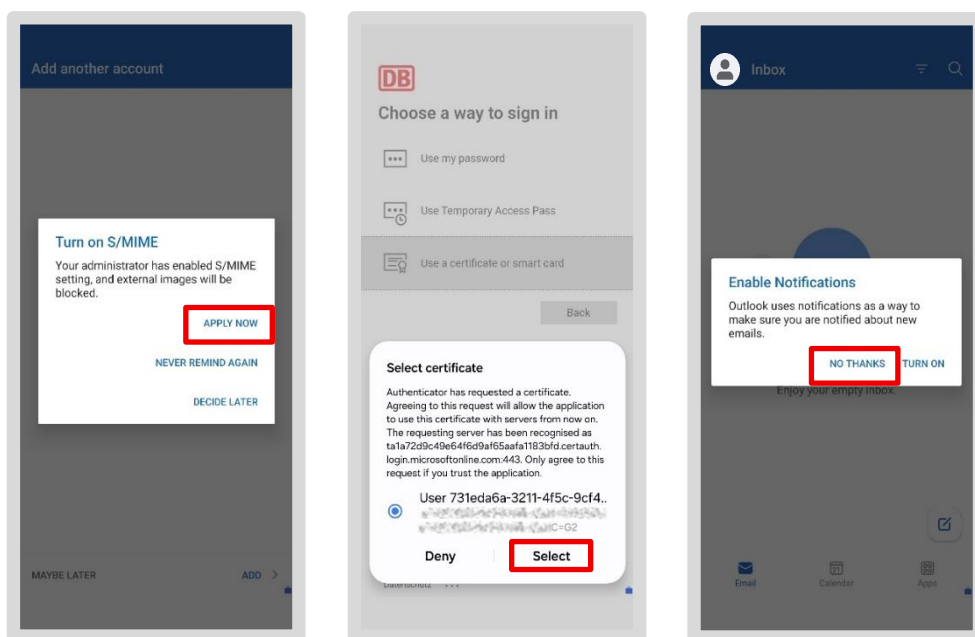 Add another account
Turn on S/MIME
Your administrator has enabled S/MIME
setting, and external images will be
blocked.
APPLY NOW
NEVER REMIND AGAIN
DECIDE LATER
MAYBE LATER
ADD >
DB
Choose a way to sign in
Use my password
Use Temporary Access Pass
Use a certificate or smart card
Back
Select certificate
Authenticator has requested a certificate.
Agreeing to this request will allow the application
to use this certificate with servers from now on.
The requesting server has been recognised as
ta1a72d9c49e64f6d9af65aafa1183bfd.certauth.
login.microsoftonline.com:443. Only agree to this
request if you trust the application.
User 731eda6a-3211-4f5c-9cf4..
C=G2
Deny
Select
Datenschutz ...
Inbox
Enable Notifications
Outlook uses notifications as a way to
make sure you are notified about new
emails.
NO THANKS
TURN ON
Enjoy your empty inbox.
Email
Calendar
Apps